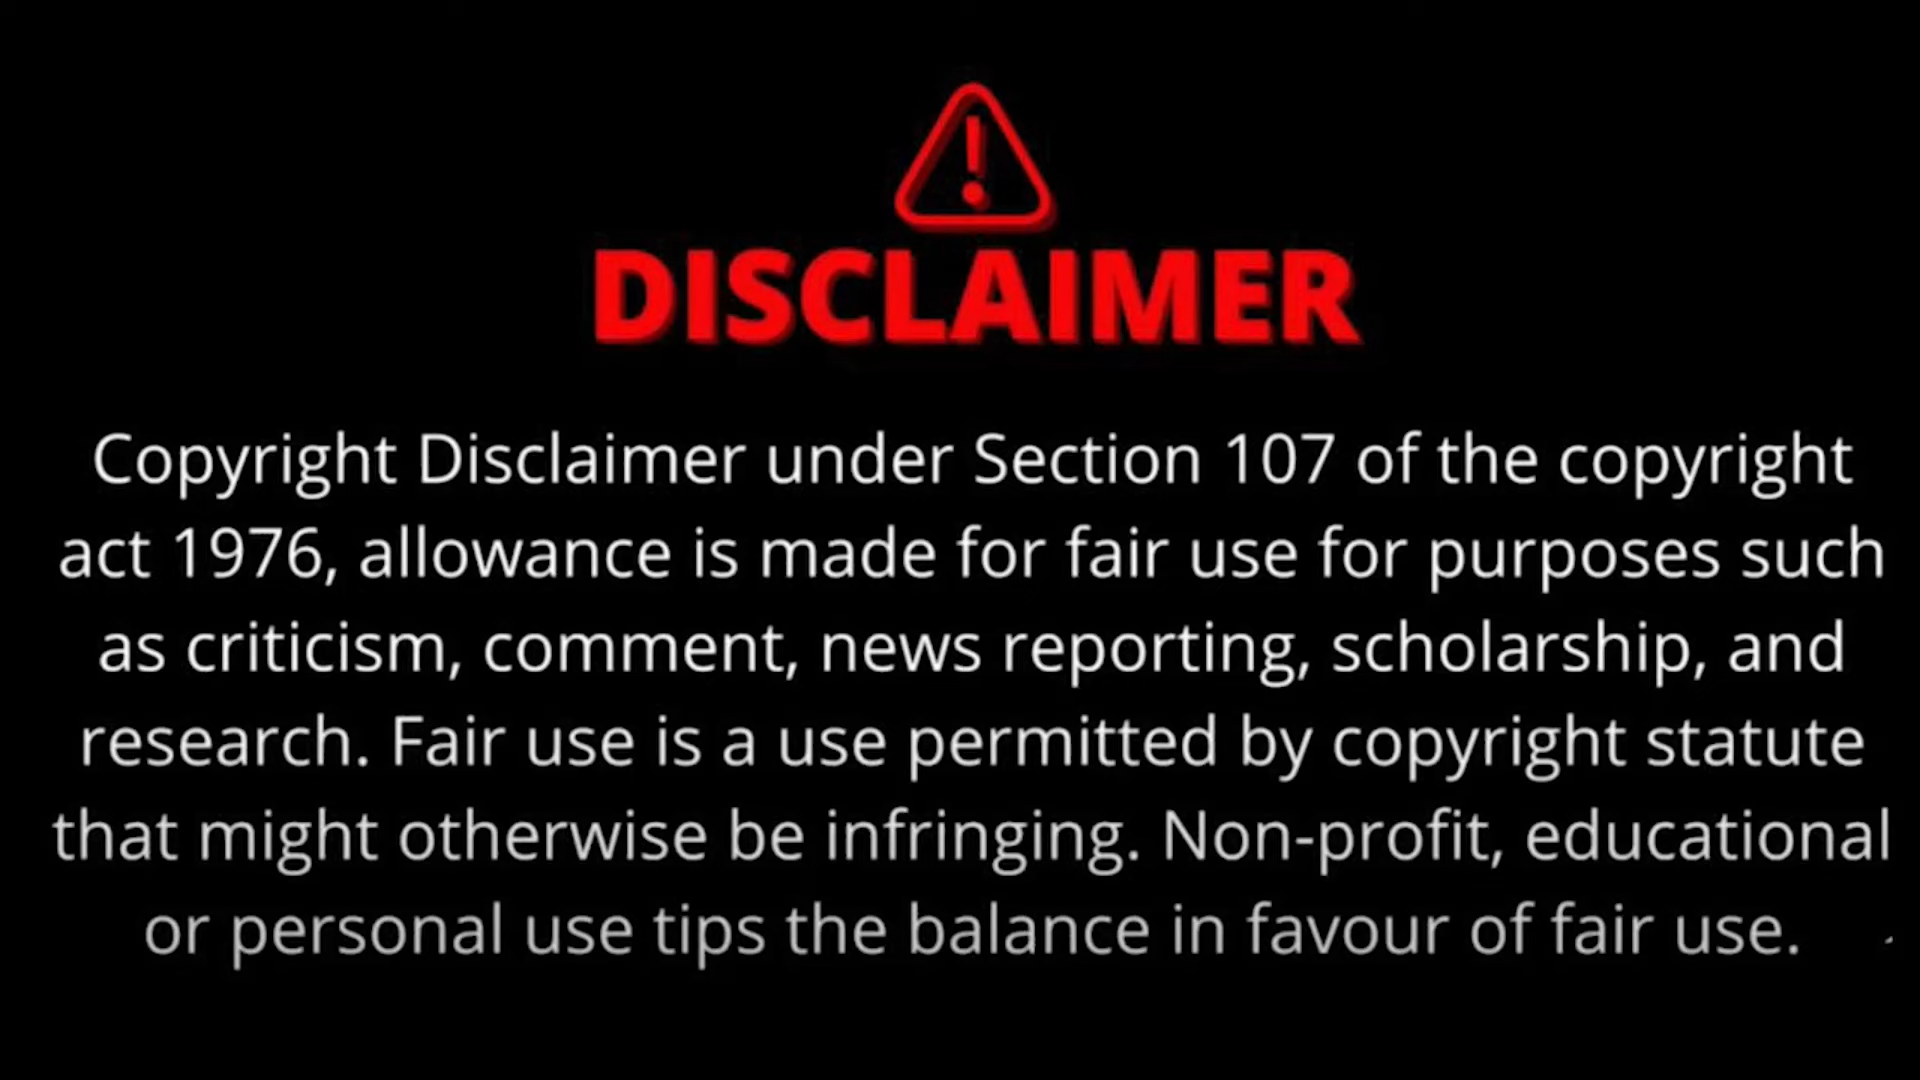 DISCLAIMER
Copyright Disclaimer under Section 107 of the copyright
act 1976, allowance is made for fair use for purposes such
as criticism, comment, news reporting, scholarship, and
research. Fair use is a use permitted by copyright statute
that might otherwise be infringing. Non-profit, educational
or personal use tips the balance in favour of fair use.